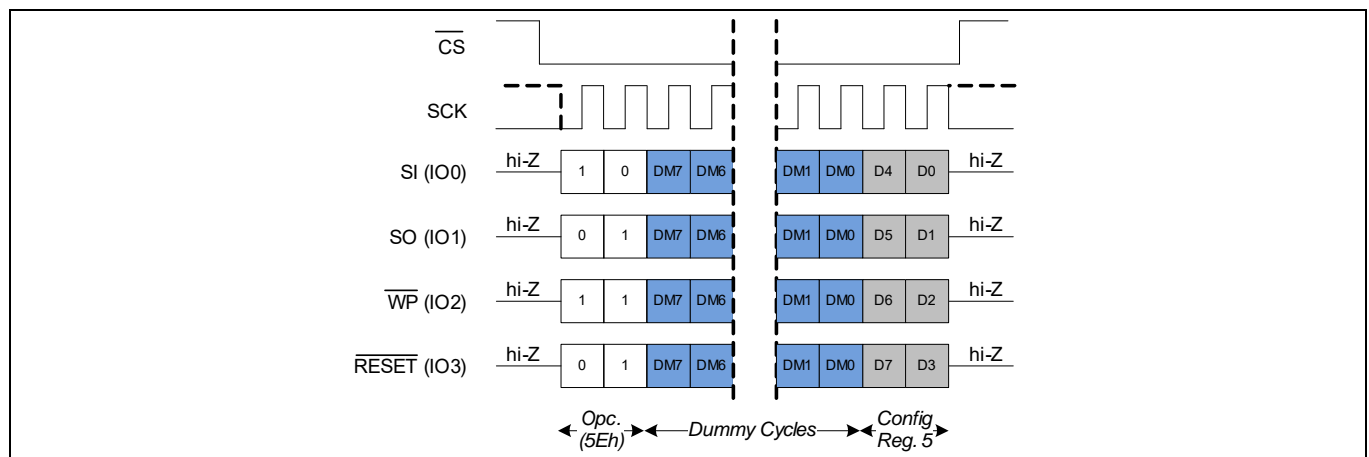 CS
SCK
SI (IO0) hi-Z 1 0 DM7 DM6 DM1 DM0 D4 D0 hi-Z
SO (IO1) hi-Z 0 1 DM7 DM6 DM1 DM0 D5 D1 hi-Z
WP (IO2) hi-Z 1 1 DM7 DM6 DM1 DM0 D6 D2 hi-Z
RESET (IO3) hi-Z 0 1 DM7 DM6 DM1 DM0 D7 D3 hi-Z
Opc.
(5Eh)
Dummy Cycles
Config
Reg. 5